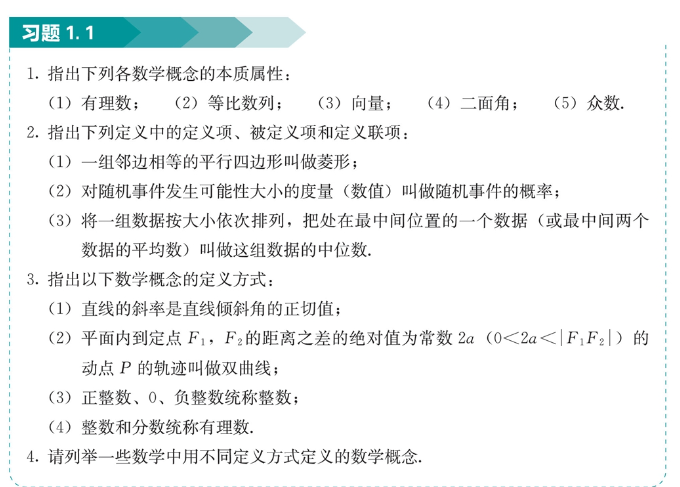 习题 1.1
1. 指出下列各数学概念的本质属性：
（1）有理数； （2）等比数列； （3）向量； （4）二面角； （5）众数.
2. 指出下列定义中的定义项、被定义项和定义联项：
（1）一组邻边相等的平行四边形叫做菱形；
（2）对随机事件发生可能性大小的度量（数值）叫做随机事件的概率；
（3）将一组数据按大小依次排列，把处在最中间位置的一个数据（或最中间两个
数据的平均数）叫做这组数据的中位数.
3. 指出以下数学概念的定义方式：
（1）直线的斜率是直线倾斜角的正切值；
（2）平面内到定点 F₁，F₂的距离之差的绝对值为常数 2a（0＜2a＜|F₁F₂|）的
动点 P 的轨迹叫做双曲线；
（3）正整数、0、负整数统称整数；
（4）整数和分数统称有理数.
4. 请列举一些数学中用不同定义方式定义的数学概念.